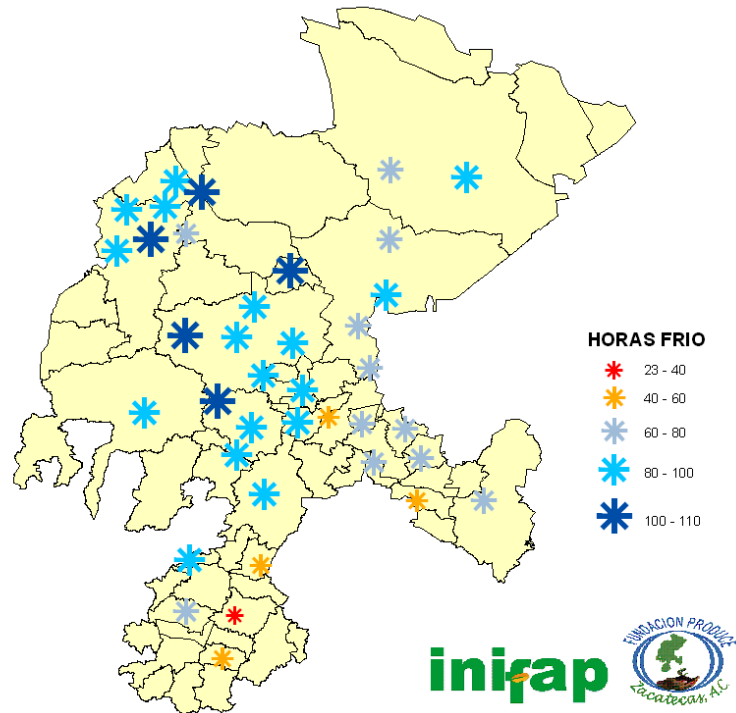 HORAS FRIO
23 - 40
40 - 60
60 - 80
80 - 100
100 - 110
inifap
FUNDACION PRODUCE
Zacatecas, A.C.